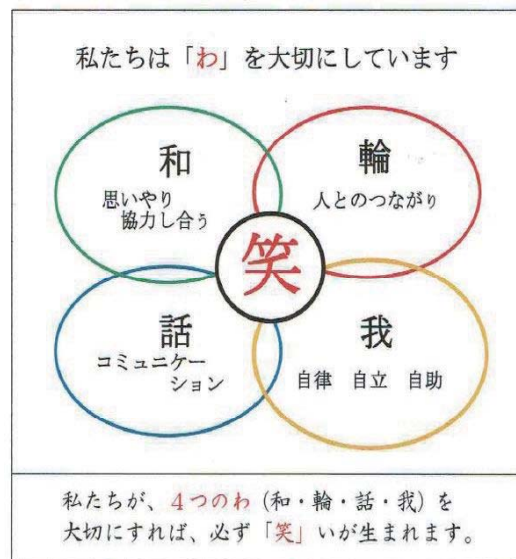 私たちは「わ」を大切にしています
和
思いやり
協力し合う
輪
人とのつながり
笑
話
コミュニケー
ション
我
自律 自立 自助
私たちが、4つのわ(和・輪・話・我)を
大切にすれば、必ず「笑」いが生まれます。